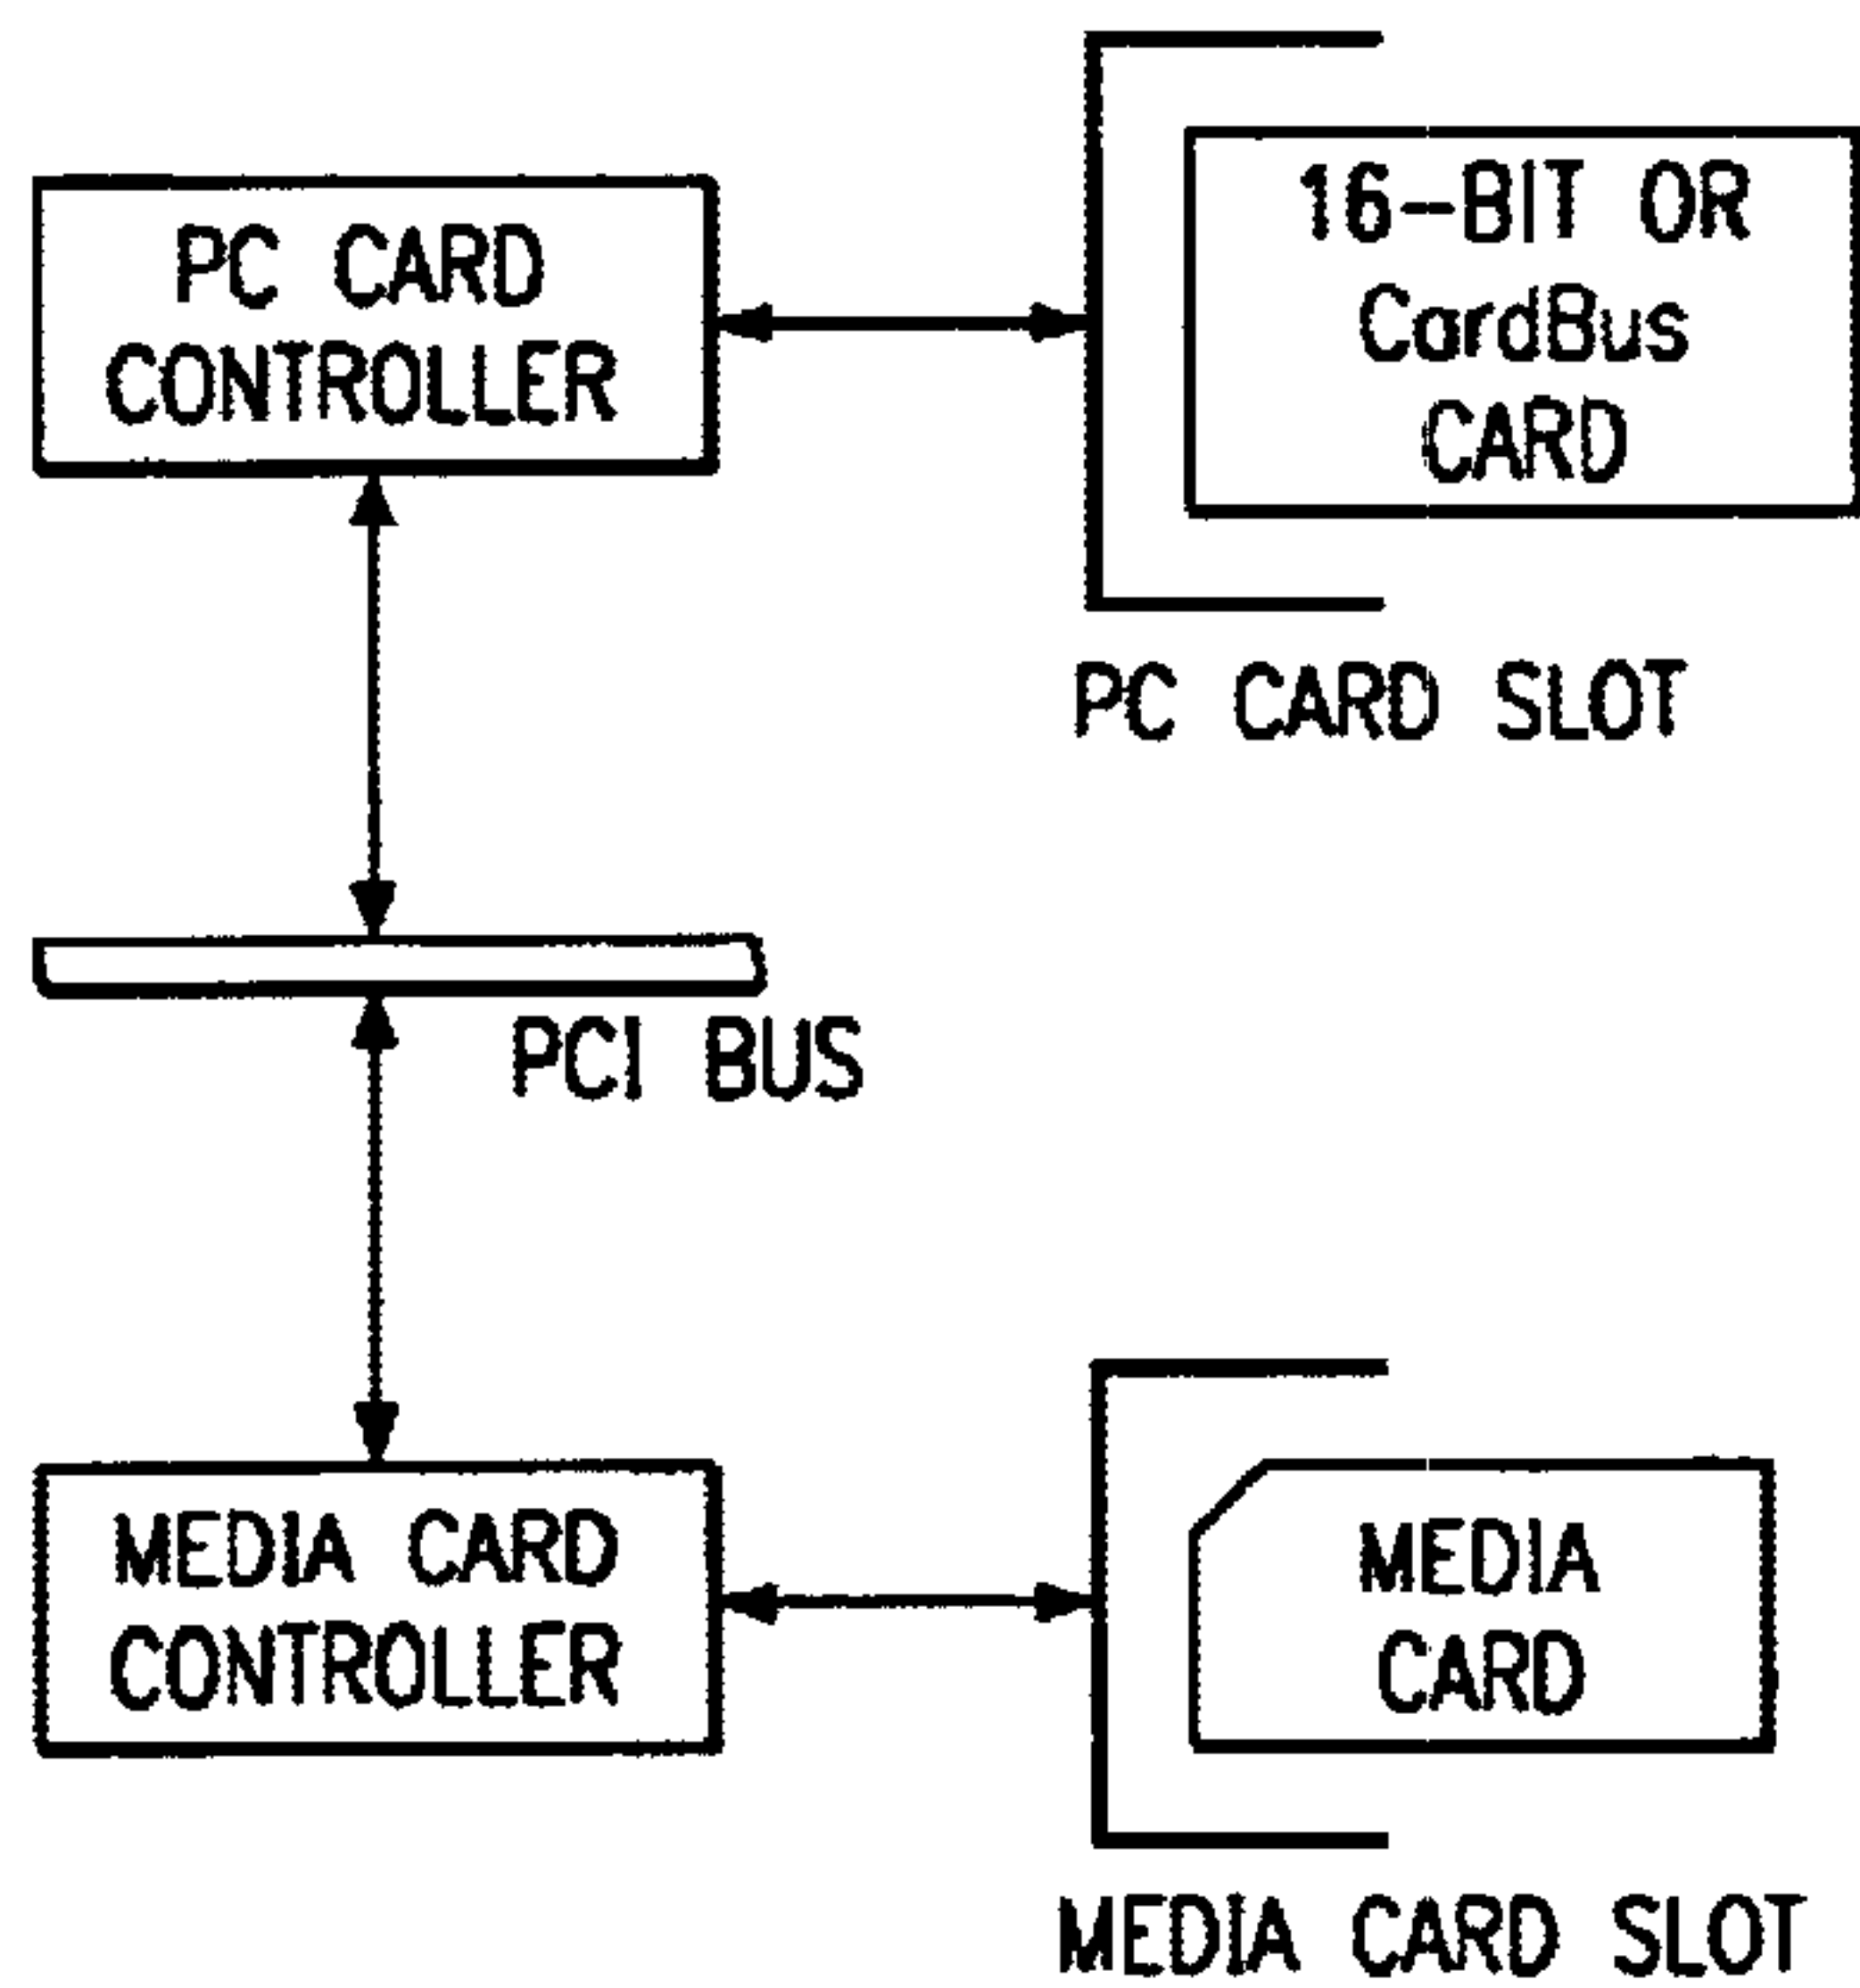 PC CARD
CONTROLLER
16-BIT OR
CardBus
CARD
PC CARD SLOT
PCI BUS
MEDIA CARD
CONTROLLER
MEDIA
CARD
MEDIA CARD SLOT